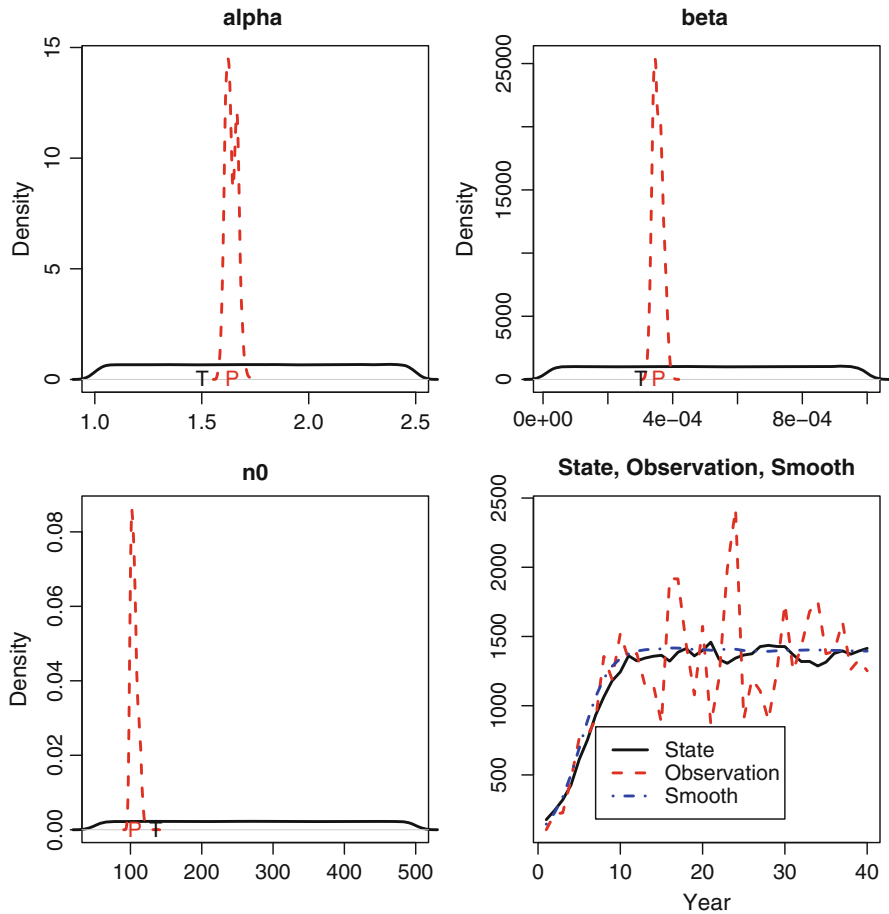 alpha
Density
0
5
10
15
1.0
1.5
2.0
2.5
T
P
beta
Density
0
5000
15000
25000
0e+00
4e-04
8e-04
T
P
n0
Density
0.00
0.02
0.04
0.06
0.08
100
200
300
400
500
P
T
State, Observation, Smooth
500
1000
1500
2000
2500
State
Observation
Smooth
0
10
20
30
40
Year